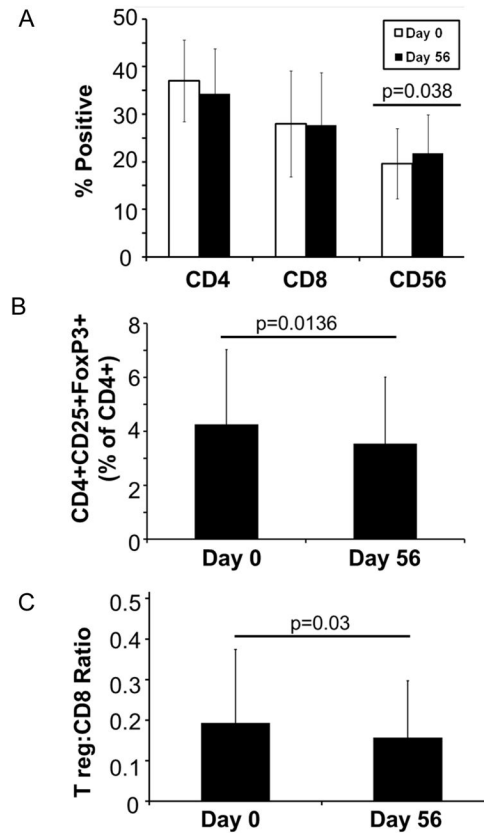 A
50
40
30
20
10
0
% Positive
Day 0
Day 56
p=0.038
CD4 CD8 CD56
B
8
6
4
2
0
CD4+CD25+FoxP3+
(% of CD4+)
p=0.0136
Day 0 Day 56
C
0.5
0.4
0.3
0.2
0.1
0
T reg:CD8 Ratio
p=0.03
Day 0 Day 56